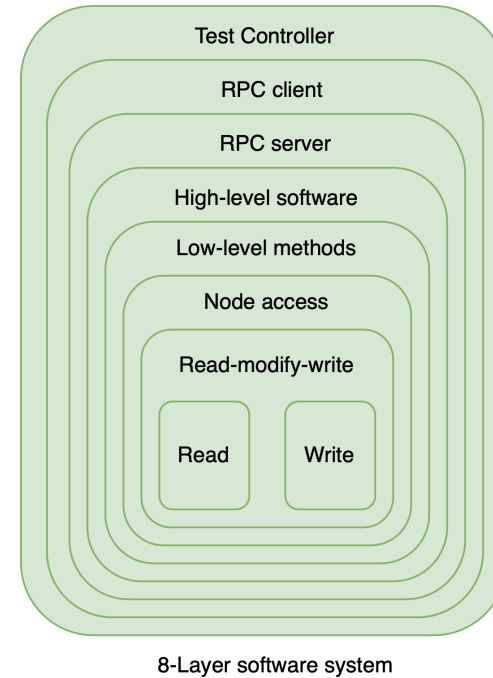 Test Controller
RPC client
RPC server
High-level software
Low-level methods
Node access
Read-modify-write
Read
Write
8-Layer software system